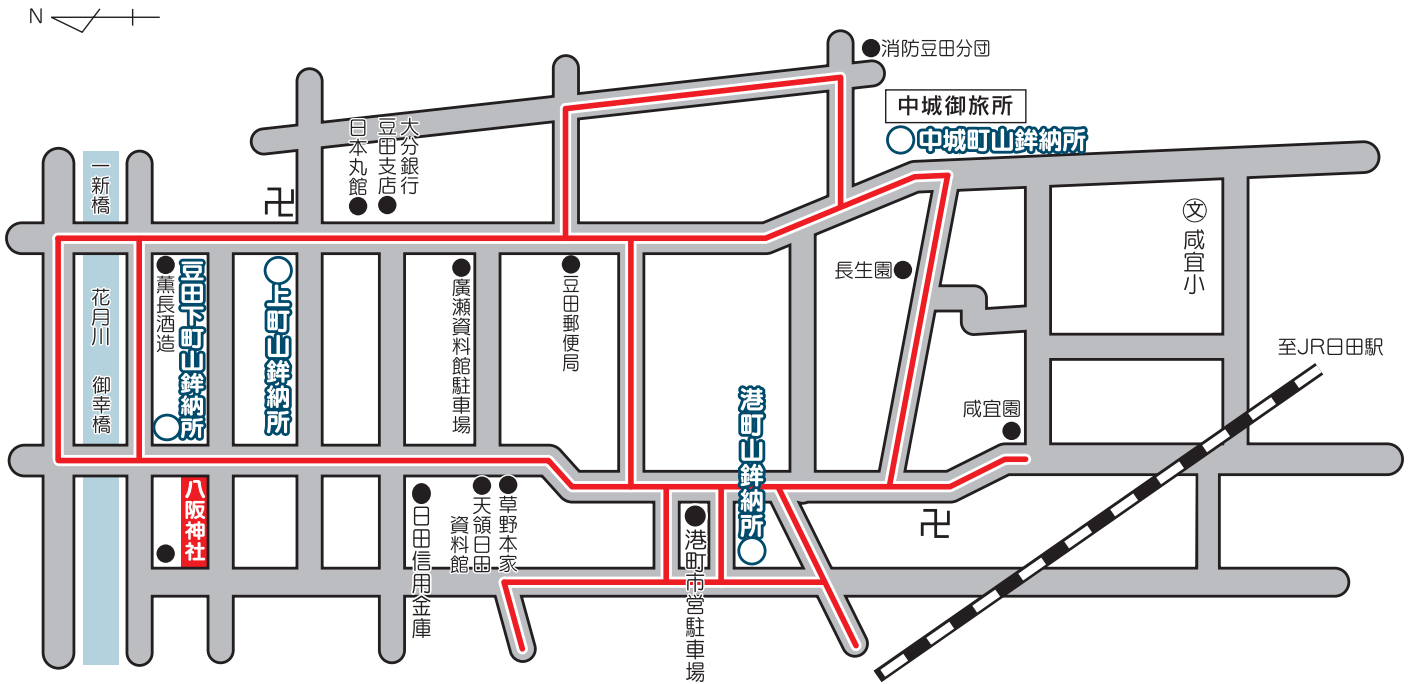 N
消防豆田分団
中城御旅所
中城町山鉾納所
大分銀行
豆田支店
日本丸館
一新橋
花月川
御幸橋
薫長酒造
豆田下町山鉾納所
上町山鉾納所
廣瀬資料館駐車場
豆田郵便局
長生園
文
咸宜小
至JR日田駅
咸宜園
港町山鉾納所
八阪神社
日田信用金庫
草野本家
天領日田
資料館
港町市営駐車場